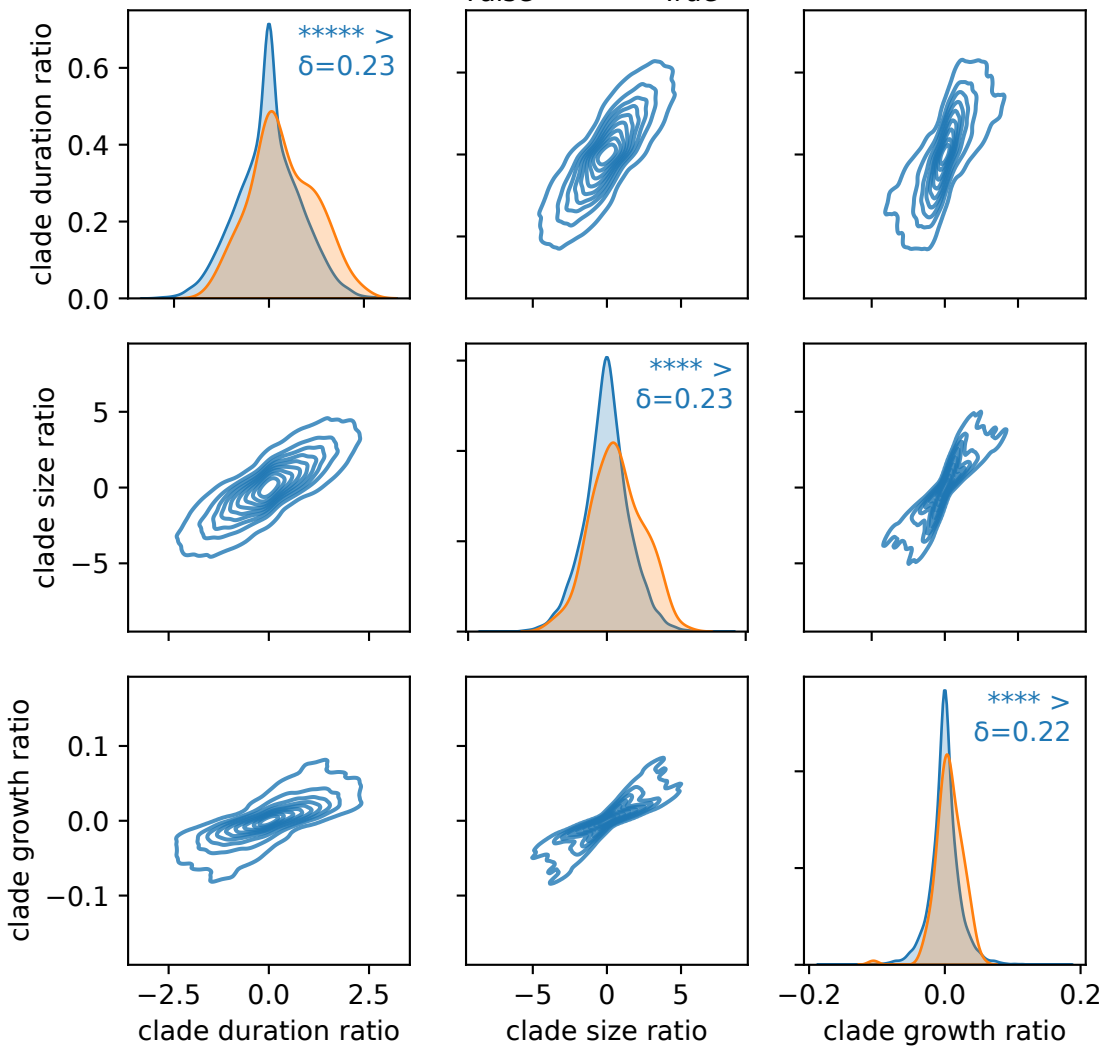 clade duration ratio
0.6
0.4
0.2
0.0
***** >
δ=0.23
clade size ratio
5
0
−5
**** >
δ=0.23
clade growth ratio
0.1
0.0
−0.1
**** >
δ=0.22
−2.5 0.0 2.5
−5 0 5
−0.2 0.0 0.2
clade duration ratio
clade size ratio
clade growth ratio